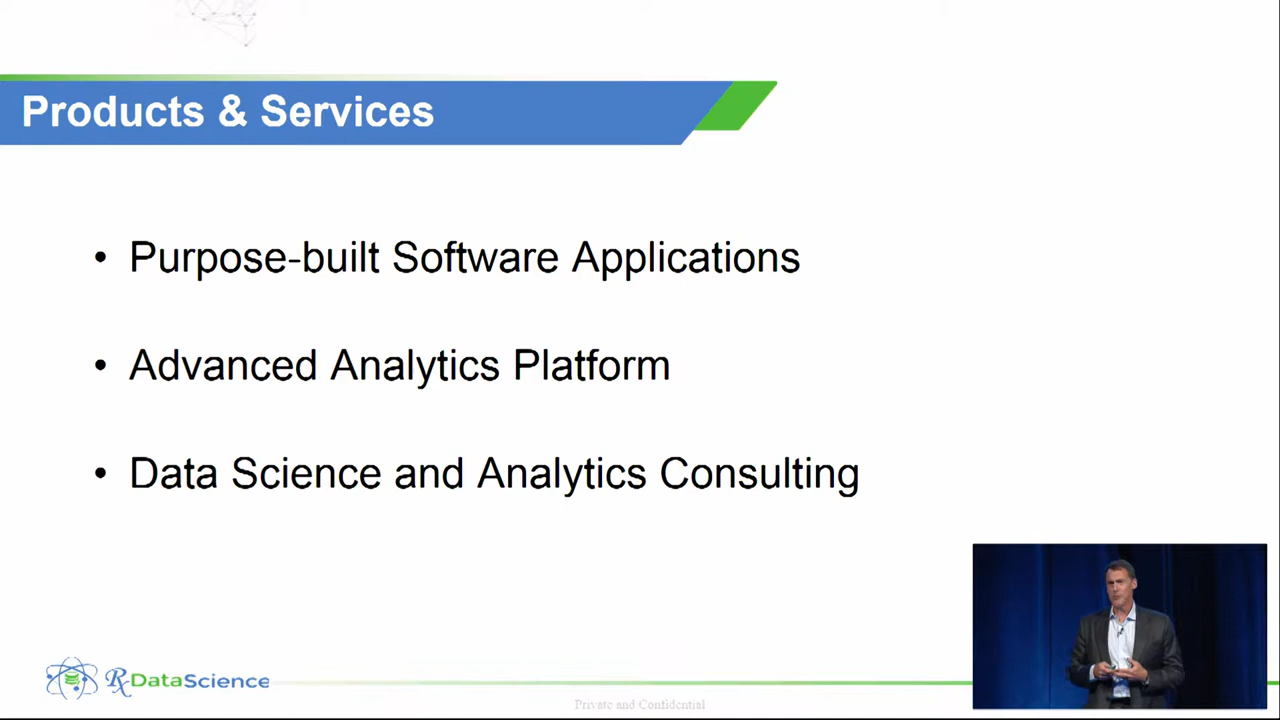 Products & Services
• Purpose-built Software Applications
• Advanced Analytics Platform
• Data Science and Analytics Consulting
RxDataScience
Private and Confidential